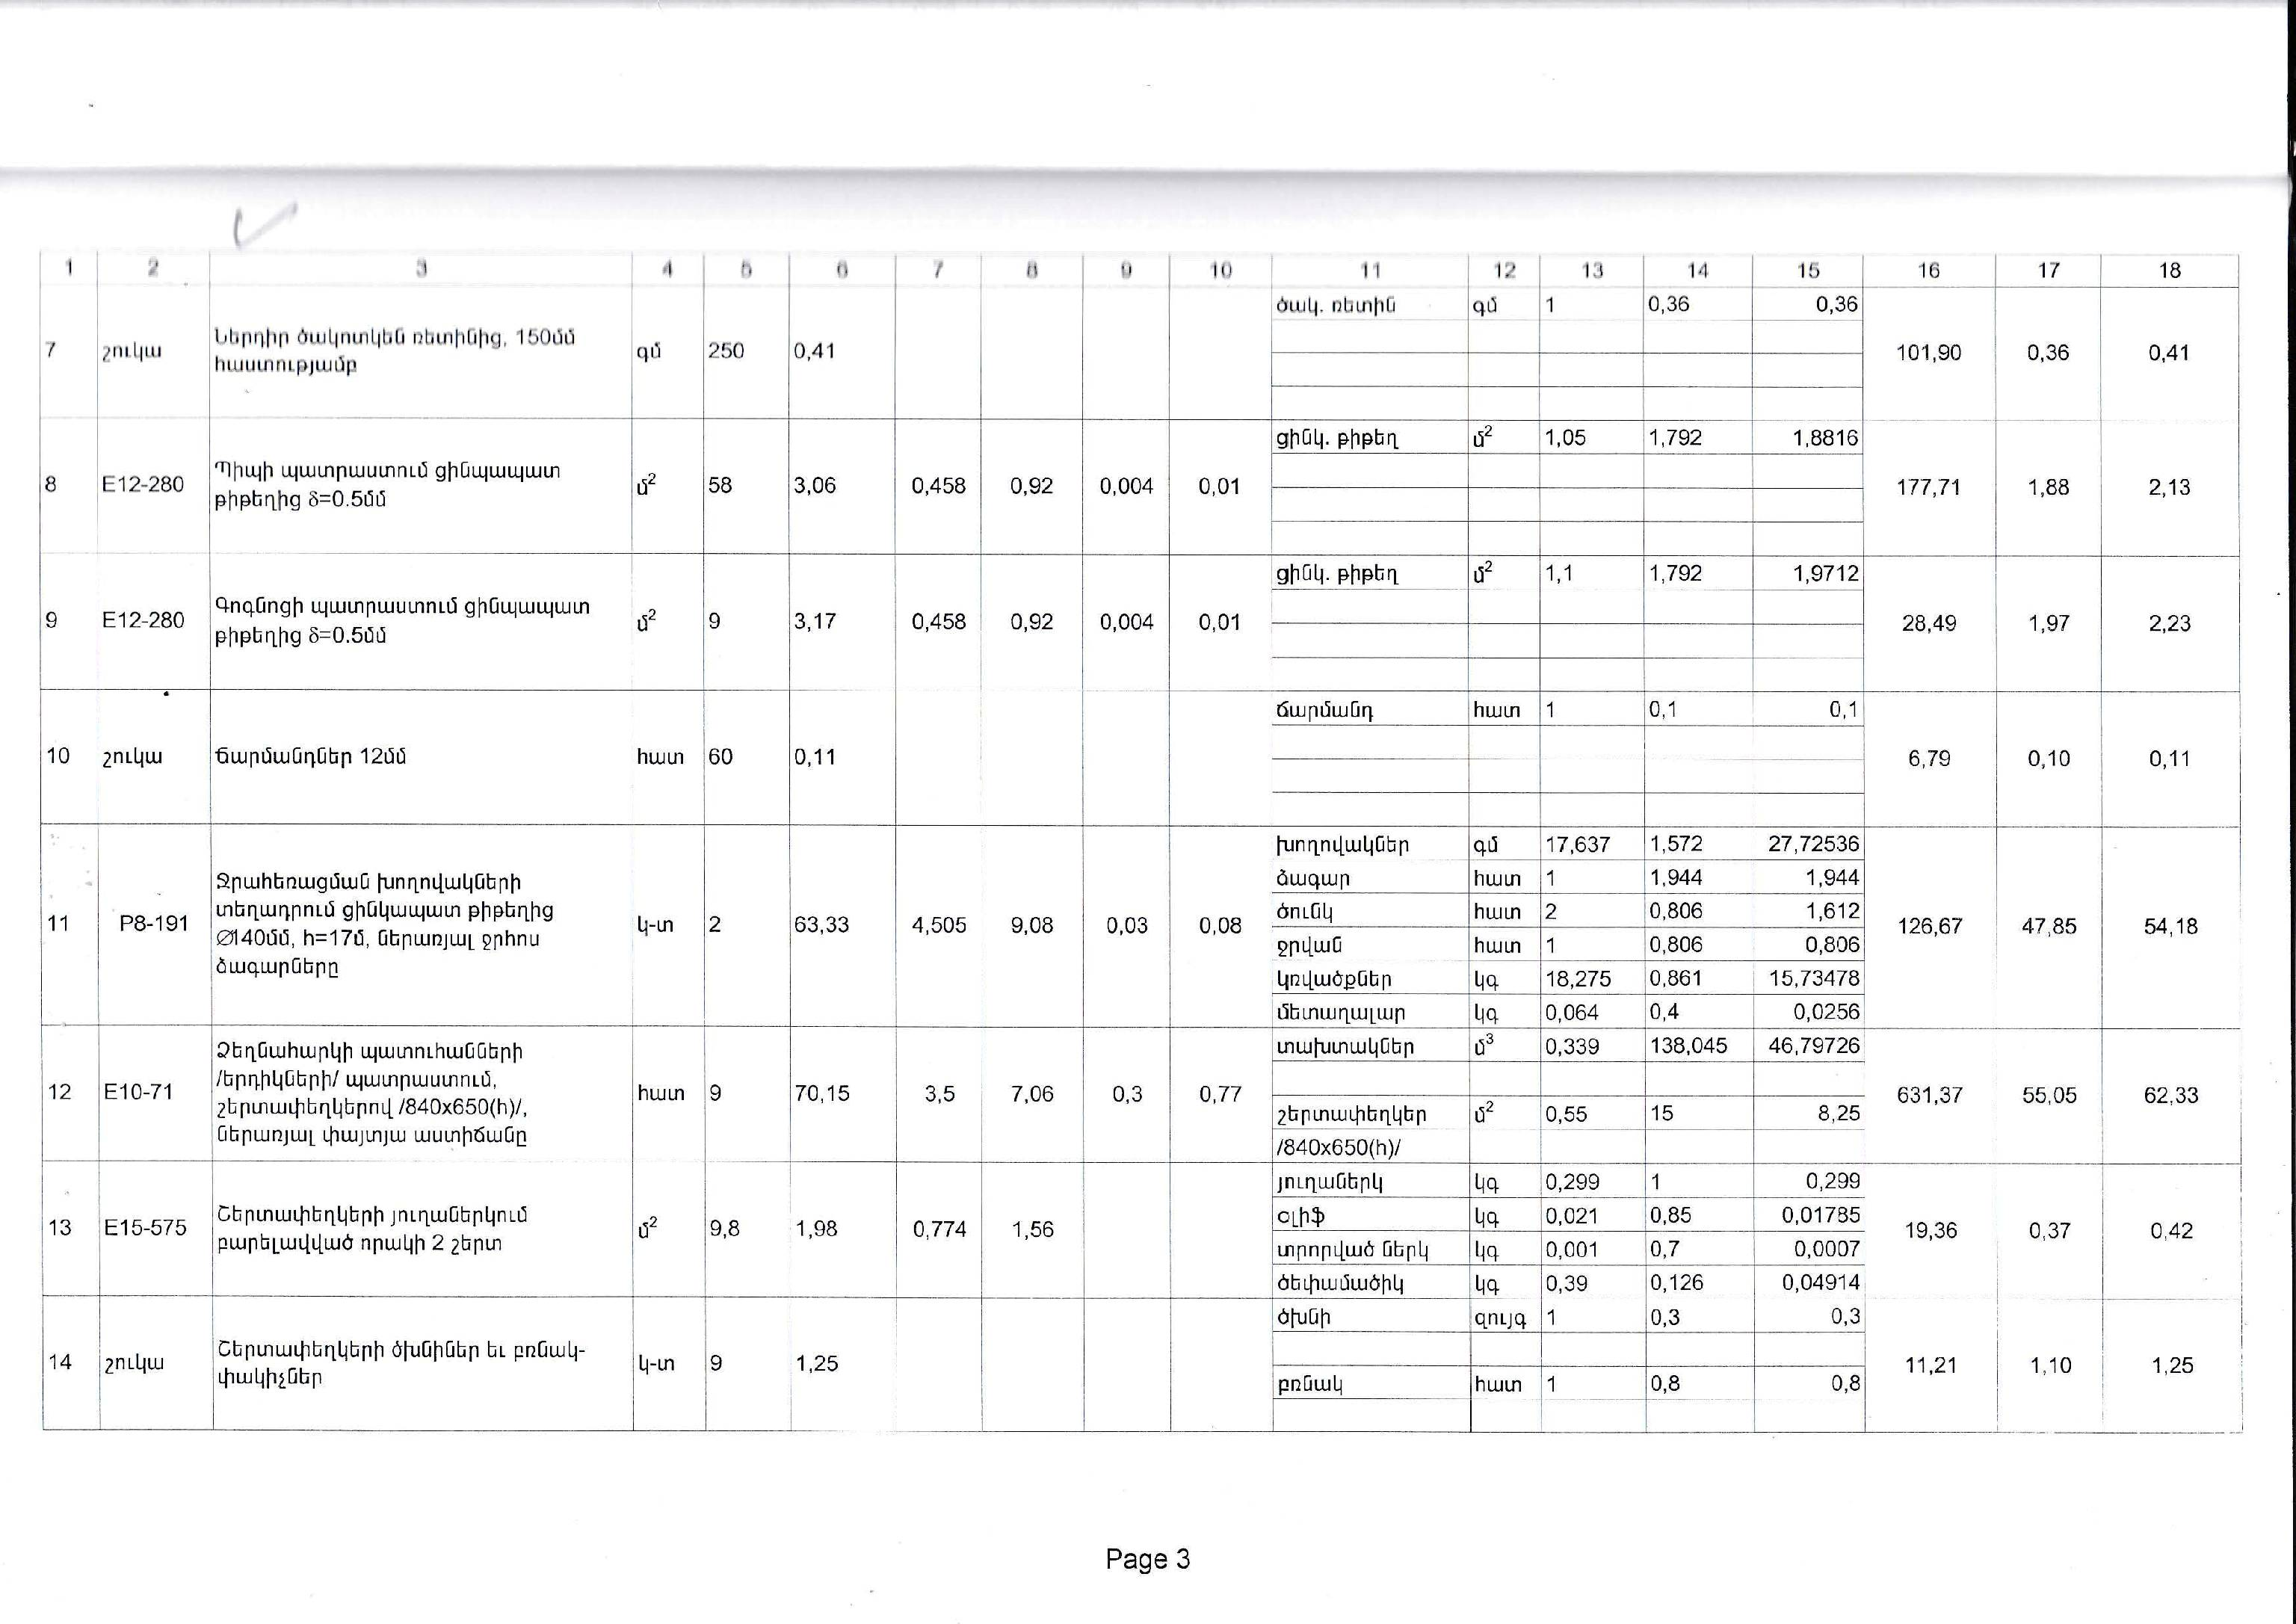 1 2 3 4 5 6 7 8 9 10 11 12 13 14 15 16 17 18
ծակ. ռետին գմ 1 0,36 0,36
7 շուկա Ներդիր ծակոտկեն ռետինից, 150մմ
հաստությամբ գմ 250 0,41 101,90 0,36 0,41
ցինկ. թիթեղ մ² 1,05 1,792 1,8816
8 E12-280 Պիպի պատրաստում ցինպապատ
թիթեղից δ=0.5մմ մ² 58 3,06 0,458 0,92 0,004 0,01 177,71 1,88 2,13
ցինկ. թիթեղ մ² 1,1 1,792 1,9712
9 E12-280 Գոգնոցի պատրաստում ցինպապատ
թիթեղից δ=0.5մմ մ² 9 3,17 0,458 0,92 0,004 0,01 28,49 1,97 2,23
ճարմանդ հատ 1 0,1 0,1
10 շուկա Ճարմանդներ 12մմ հատ 60 0,11 6,79 0,10 0,11
խողովակներ գմ 17,637 1,572 27,72536
ձագար հատ 1 1,944 1,944
ծունկ հատ 2 0,806 1,612
ջրվան հատ 1 0,806 0,806
կռվածքներ կգ 18,275 0,861 15,73478
մետաղալար կգ 0,064 0,4 0,0256
11 P8-191 Ջրահեռացման խողովակների
տեղադրում ցինկապատ թիթեղից
Ø140մմ, h=17մ, ներառյալ ջրհոս
ձագարները կ-տ 2 63,33 4,505 9,08 0,03 0,08 126,67 47,85 54,18
տախտակներ մ³ 0,339 138,045 46,79726
շերտափեղկեր մ² 0,55 15 8,25
/840x650(h)/
12 E10-71 Ձեղնահարկի պատուհանների
/երդիկների/ պատրաստում,
շերտափեղկերով /840x650(h)/,
ներառյալ փայտյա աստիճանը հատ 9 70,15 3,5 7,06 0,3 0,77 631,37 55,05 62,33
յուղաներկ կգ 0,299 1 0,299
օլիֆ կգ 0,021 0,85 0,01785
տրորված ներկ կգ 0,001 0,7 0,0007
ծեփամածիկ կգ 0,39 0,126 0,04914
13 E15-575 Շերտափեղկերի յուղաներկում
բարելավված որակի 2 շերտ մ² 9,8 1,98 0,774 1,56 19,36 0,37 0,42
ծխնի զույգ 1 0,3 0,3
բռնակ հատ 1 0,8 0,8
14 շուկա Շերտափեղկերի ծխնիներ եւ բռնակ-
փակիչներ կ-տ 9 1,25 11,21 1,10 1,25
Page 3